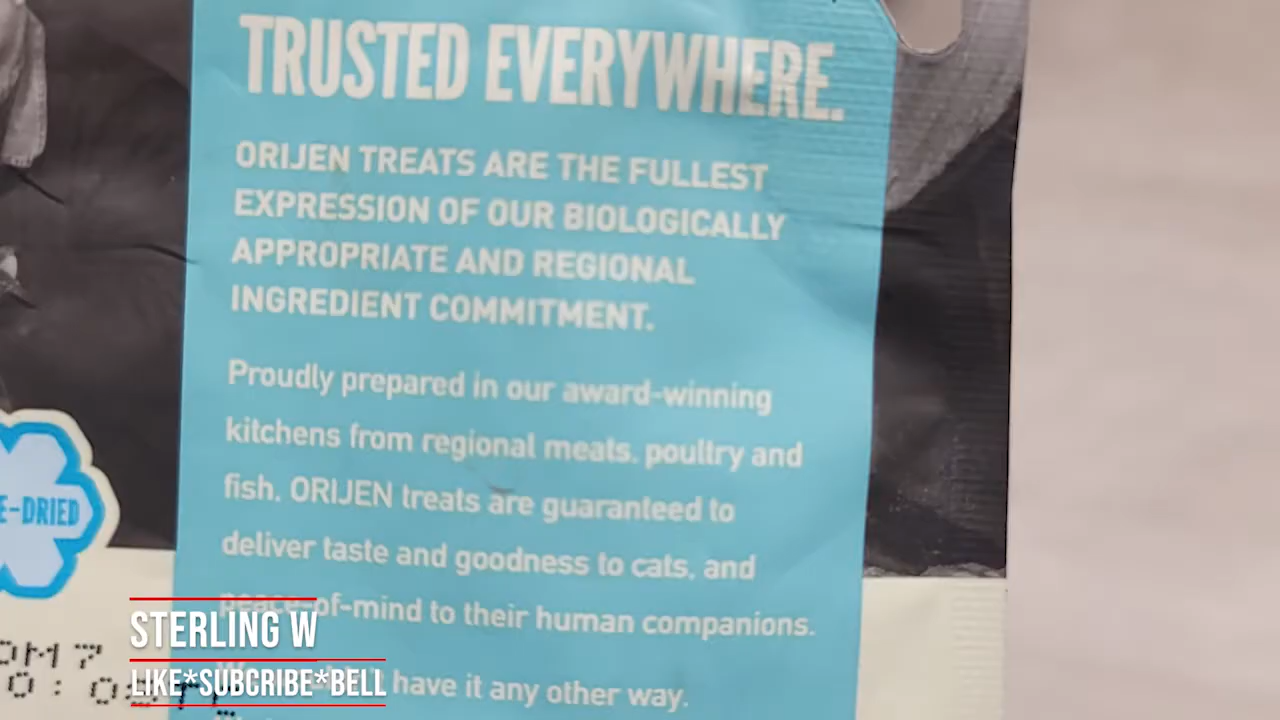 TRUSTED EVERYWHERE.
ORIJEN TREATS ARE THE FULLEST
EXPRESSION OF OUR BIOLOGICALLY
APPROPRIATE AND REGIONAL
INGREDIENT COMMITMENT.
Proudly prepared in our award-winning
kitchens from regional meats, poultry and
fish, ORIJEN treats are guaranteed to
deliver taste and goodness to cats, and
peace-of-mind to their human companions.
have it any other way.
E-DRIED
STERLING W
LIKE*SUBCRIBE*BELL